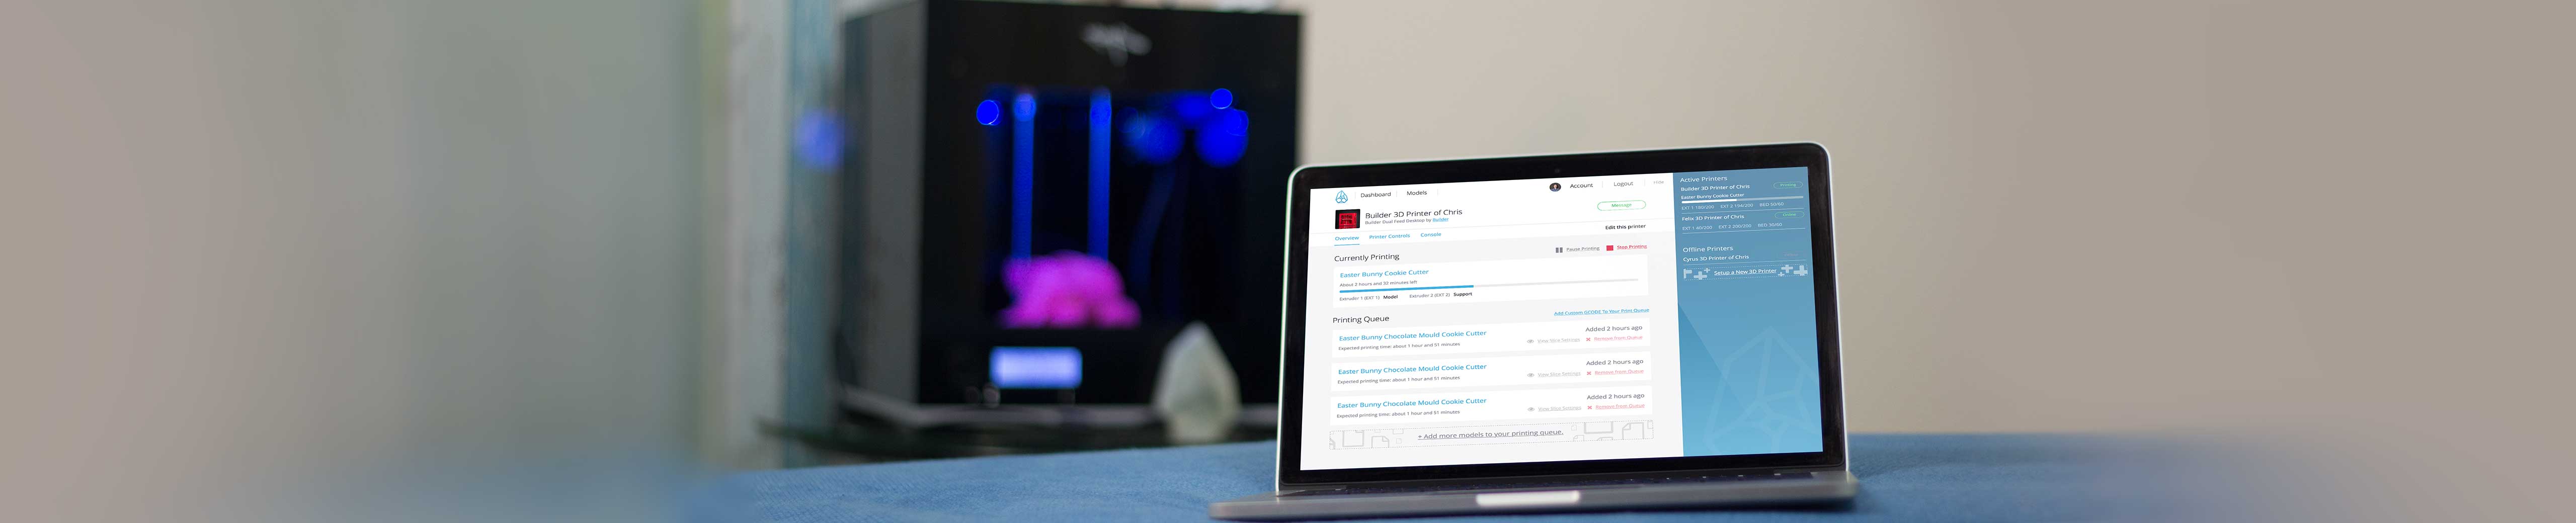 Dashboard Models Account Logout
Builder 3D Printer of Chris
Builder Dual Feed Desktop by Builder
Message
Overview Printer Controls Console
Edit this printer
Currently Printing
Pause Printing Stop Printing
Easter Bunny Cookie Cutter
About 3 hours and 30 minutes left
Extruder 1 (EXT 1): Model Extruder 2 (EXT 2): Support
Printing Queue
Add Custom GCODE To Your Print Queue
Easter Bunny Chocolate Mould Cookie Cutter
Added 2 hours ago
Expected printing time: about 1 hour and 51 minutes
View Slice Settings Remove from Queue
Easter Bunny Chocolate Mould Cookie Cutter
Added 2 hours ago
Expected printing time: about 1 hour and 51 minutes
View Slice Settings Remove from Queue
Easter Bunny Chocolate Mould Cookie Cutter
Added 2 hours ago
Expected printing time: about 1 hour and 51 minutes
View Slice Settings Remove from Queue
+ Add more models to your printing queue.
Active Printers
Builder 3D Printer of Chris
Printing
Easter Bunny Cookie Cutter
EXT 1 180/200 EXT 2 194/200 BED 50/60
Felix 3D Printer of Chris
Online
EXT 2 200/220 BED 30/60
Offline Printers
Cyrus 3D Printer of Chris
Setup a New 3D Printer